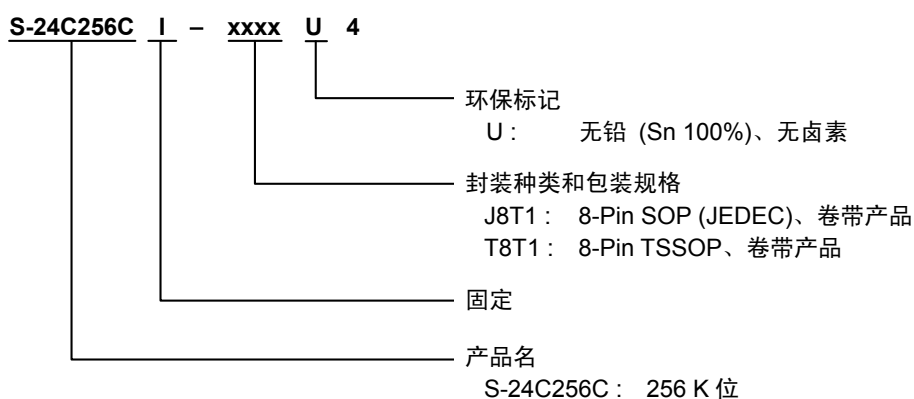 S-24C256C I – xxxx U 4
环保标记
U : 无铅 (Sn 100%)、无卤素
封装种类和包装规格
J8T1 : 8-Pin SOP (JEDEC)、卷带产品
T8T1 : 8-Pin TSSOP、卷带产品
固定
产品名
S-24C256C : 256 K 位